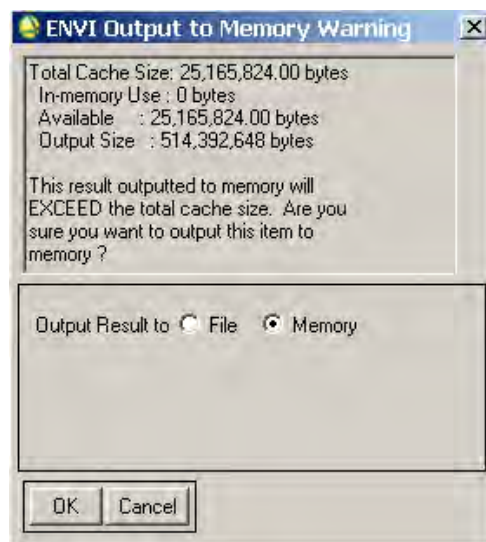 ENVI Output to Memory Warning
Total Cache Size: 25,165,824.00 bytes
In-memory Use : 0 bytes
Available : 25,165,824.00 bytes
Output Size : 514,392,648 bytes
This result outputted to memory will
EXCEED the total cache size. Are you
sure you want to output this item to
memory ?
Output Result to File Memory
OK Cancel